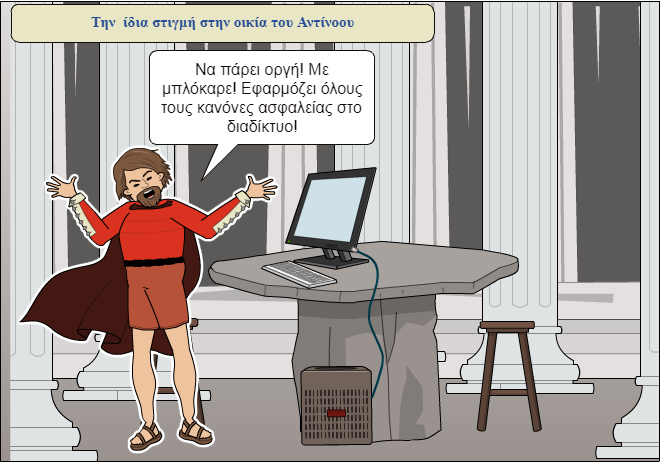 Την ίδια στιγμή στην οικία του Αντίνοου
Να πάρει οργή! Με
μπλόκαρε! Εφαρμόζει όλους
τους κανόνες ασφαλείας στο
διαδίκτυο!